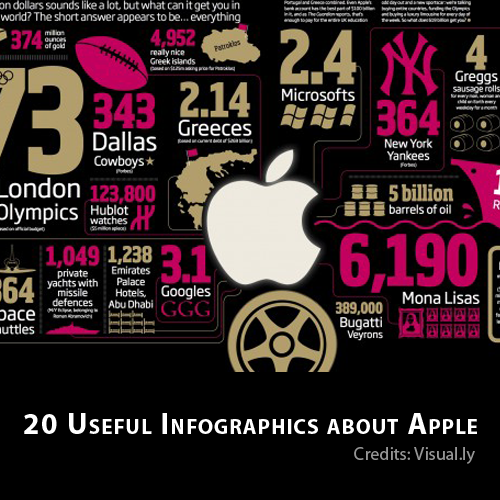 on dollars sounds like a lot, but what can it get you in
world? The short answer appears to be... everything
374 million ounces of gold
4,952
really nice
Greek islands
Patroklos
73
London
Olympics
343
Dallas
Cowboys
(Forbes)
2.14
Greeces
2.4
Microsofts
NY
364
New York
Yankees
(Forbes)
4
Greggs
sausage rolls
123,800
Hublot
watches
5 billion
barrels of oil
1
R
364
space
huttles
1,049
private
yachts with
missile
defences
1,238
Emirates
Palace
Hotels,
Abu Dhabi
3.1
Googles
GGG
6,190
Mona Lisas
389,000
Bugatti
Veyrons
20 Useful Infographics about Apple
Credits: Visual.ly